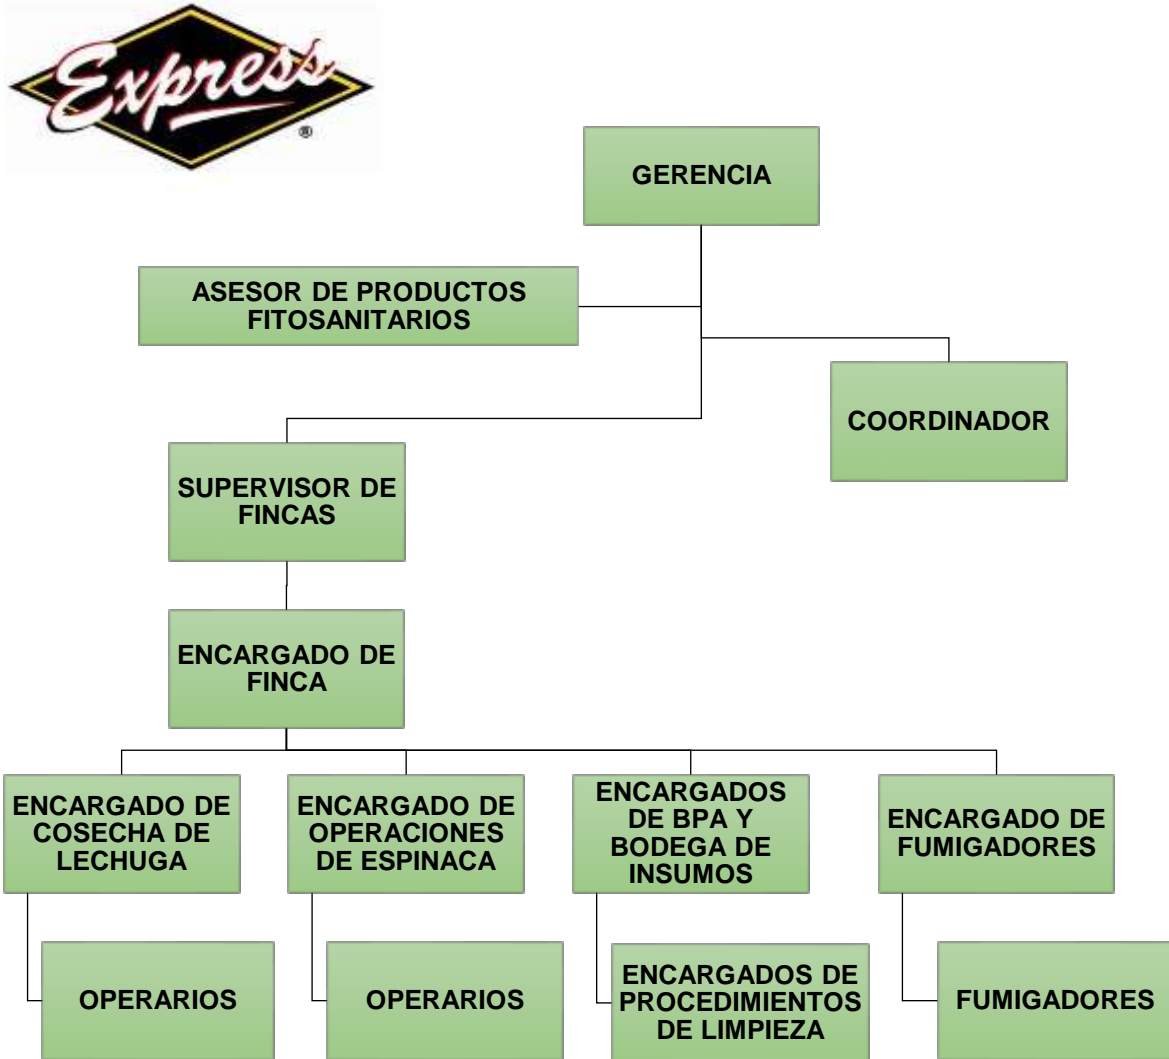 Express
®
GERENCIA
ASESOR DE PRODUCTOS
FITOSANITARIOS
COORDINADOR
SUPERVISOR DE
FINCAS
ENCARGADO DE
FINCA
ENCARGADO DE
COSECHA DE
LECHUGA
ENCARGADO DE
OPERACIONES
DE ESPINACA
ENCARGADOS
DE BPA Y
BODEGA DE
INSUMOS
ENCARGADO DE
FUMIGADORES
OPERARIOS
OPERARIOS
ENCARGADOS DE
PROCEDIMIENTOS
DE LIMPIEZA
FUMIGADORES